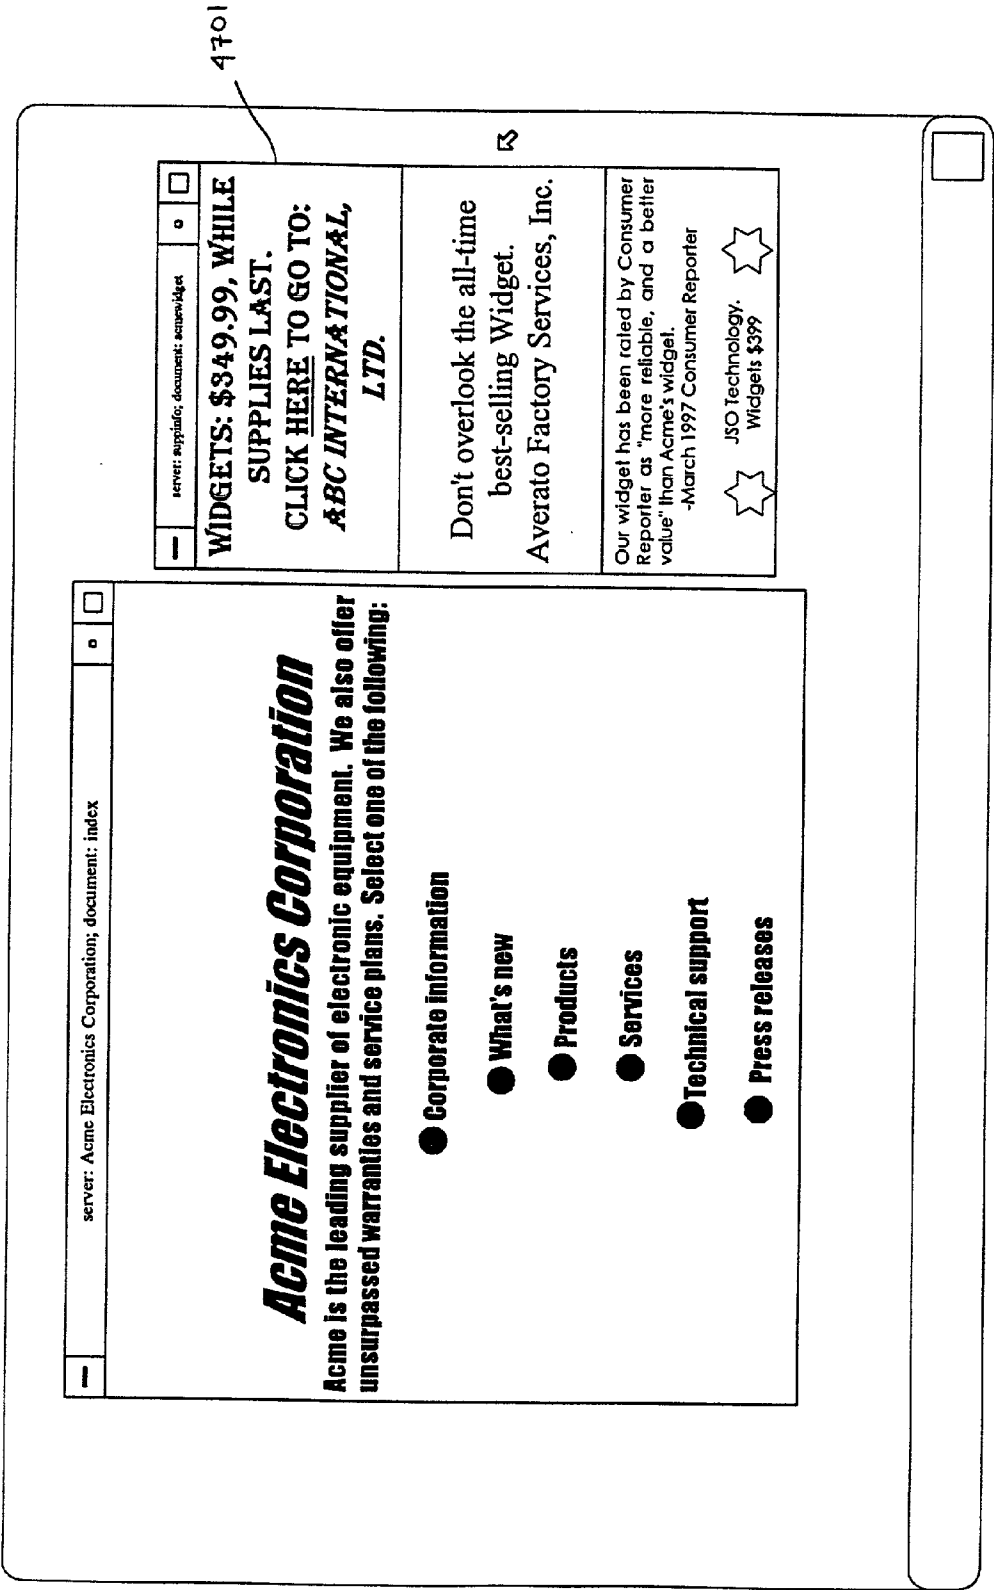 4701
server: Acme Electronics Corporation; document: index
Acme Electronics Corporation
Acme is the leading supplier of electronic equipment. We also offer
unsurpassed warranties and service plans. Select one of the following:
Corporate information
What's new
Products
Services
Technical support
Press releases
server: suppinfo; document: acmewidget
WIDGETS: $349.99, WHILE
SUPPLIES LAST.
CLICK HERE TO GO TO:
ABC INTERNATIONAL,
LTD.
Don't overlook the all-time
best-selling Widget.
Averato Factory Services, Inc.
Our widget has been rated by Consumer
Reporter as "more reliable, and a better
value" than Acme's widget.
-March 1997 Consumer Reporter
JSO Technology.
Widgets $399